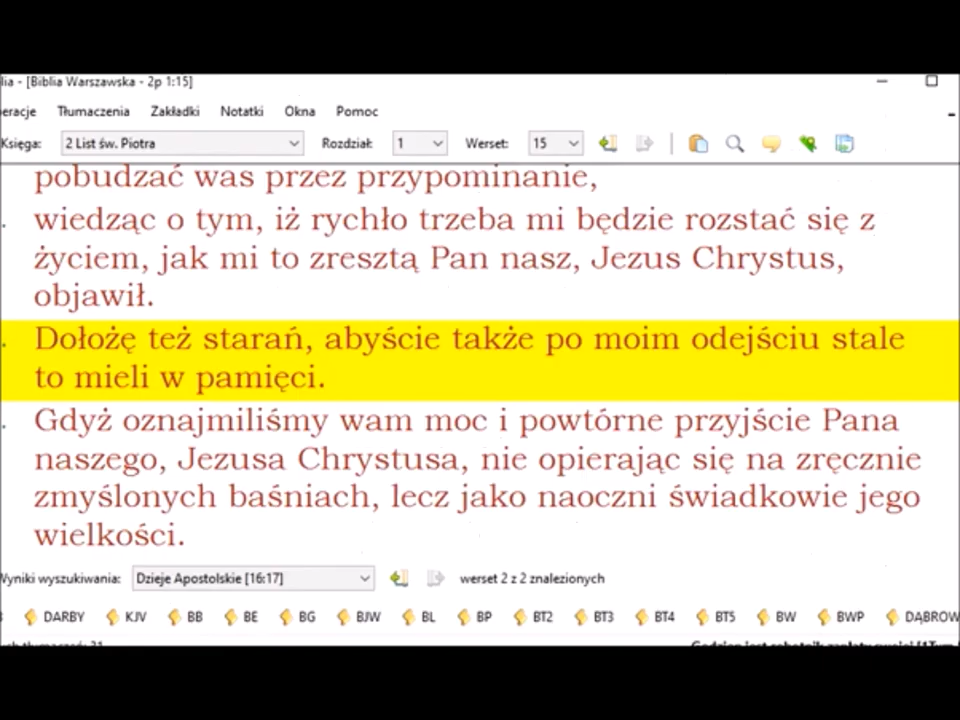 lia - [Biblia Warszawska - 2p 1:15]
eracje Tłumaczenia Zakładki Notatki Okna Pomoc
Księga: 2 List św. Piotra Rozdział: 1 Werset: 15
pobudzać was przez przypominanie,
wiedząc o tym, iż rychło trzeba mi będzie rozstać się z
życiem, jak mi to zresztą Pan nasz, Jezus Chrystus,
objawił.
Dołożę też starań, abyście także po moim odejściu stale
to mieli w pamięci.
Gdyż oznajmiliśmy wam moc i powtórne przyjście Pana
naszego, Jezusa Chrystusa, nie opierając się na zręcznie
zmyślonych baśniach, lecz jako naoczni świadkowie jego
wielkości.
Wyniki wyszukiwania: Dzieje Apostolskie [16:17] werset 2 z 2 znalezionych
DARBY KJV BB BE BG BJW BL BP BT2 BT3 BT4 BT5 BW BWP DĄBROW